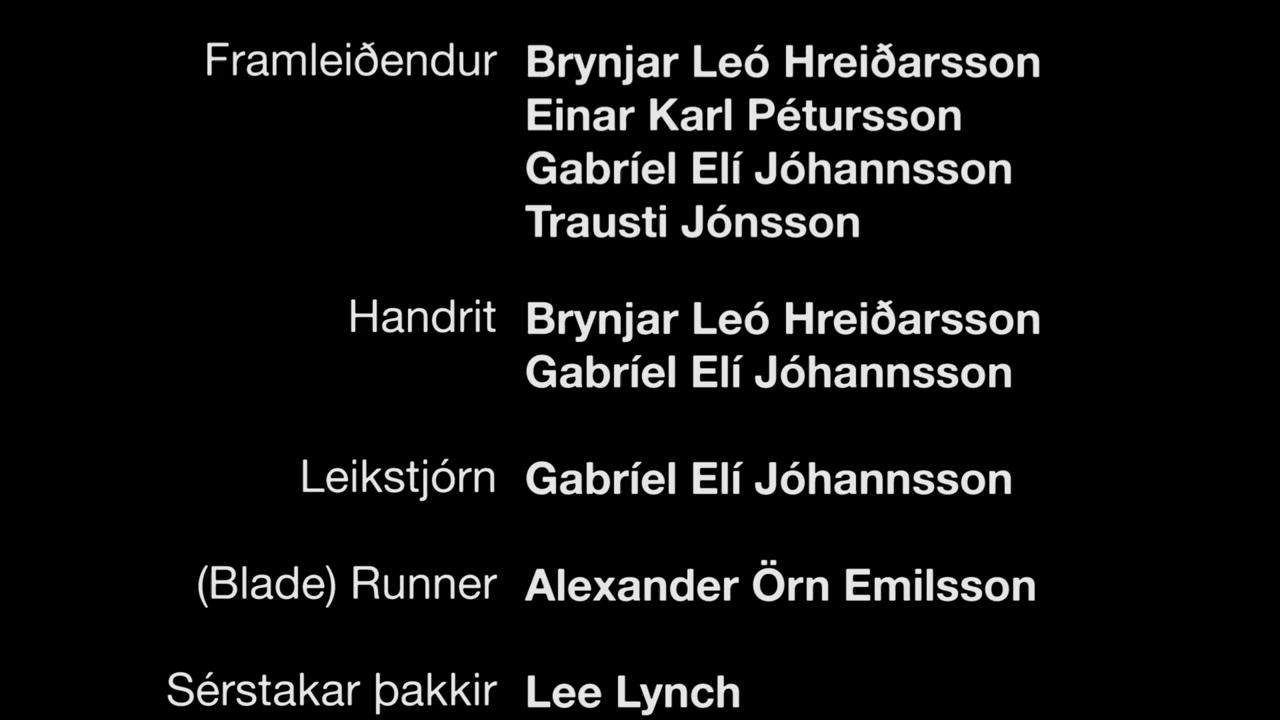 Framleiðendur Brynjar Leó Hreiðarsson
Einar Karl Pétursson
Gabríel Elí Jóhannsson
Trausti Jónsson
Handrit Brynjar Leó Hreiðarsson
Gabríel Elí Jóhannsson
Leikstjórn Gabríel Elí Jóhannsson
(Blade) Runner Alexander Örn Emilsson
Sérstakar þakkir Lee Lynch